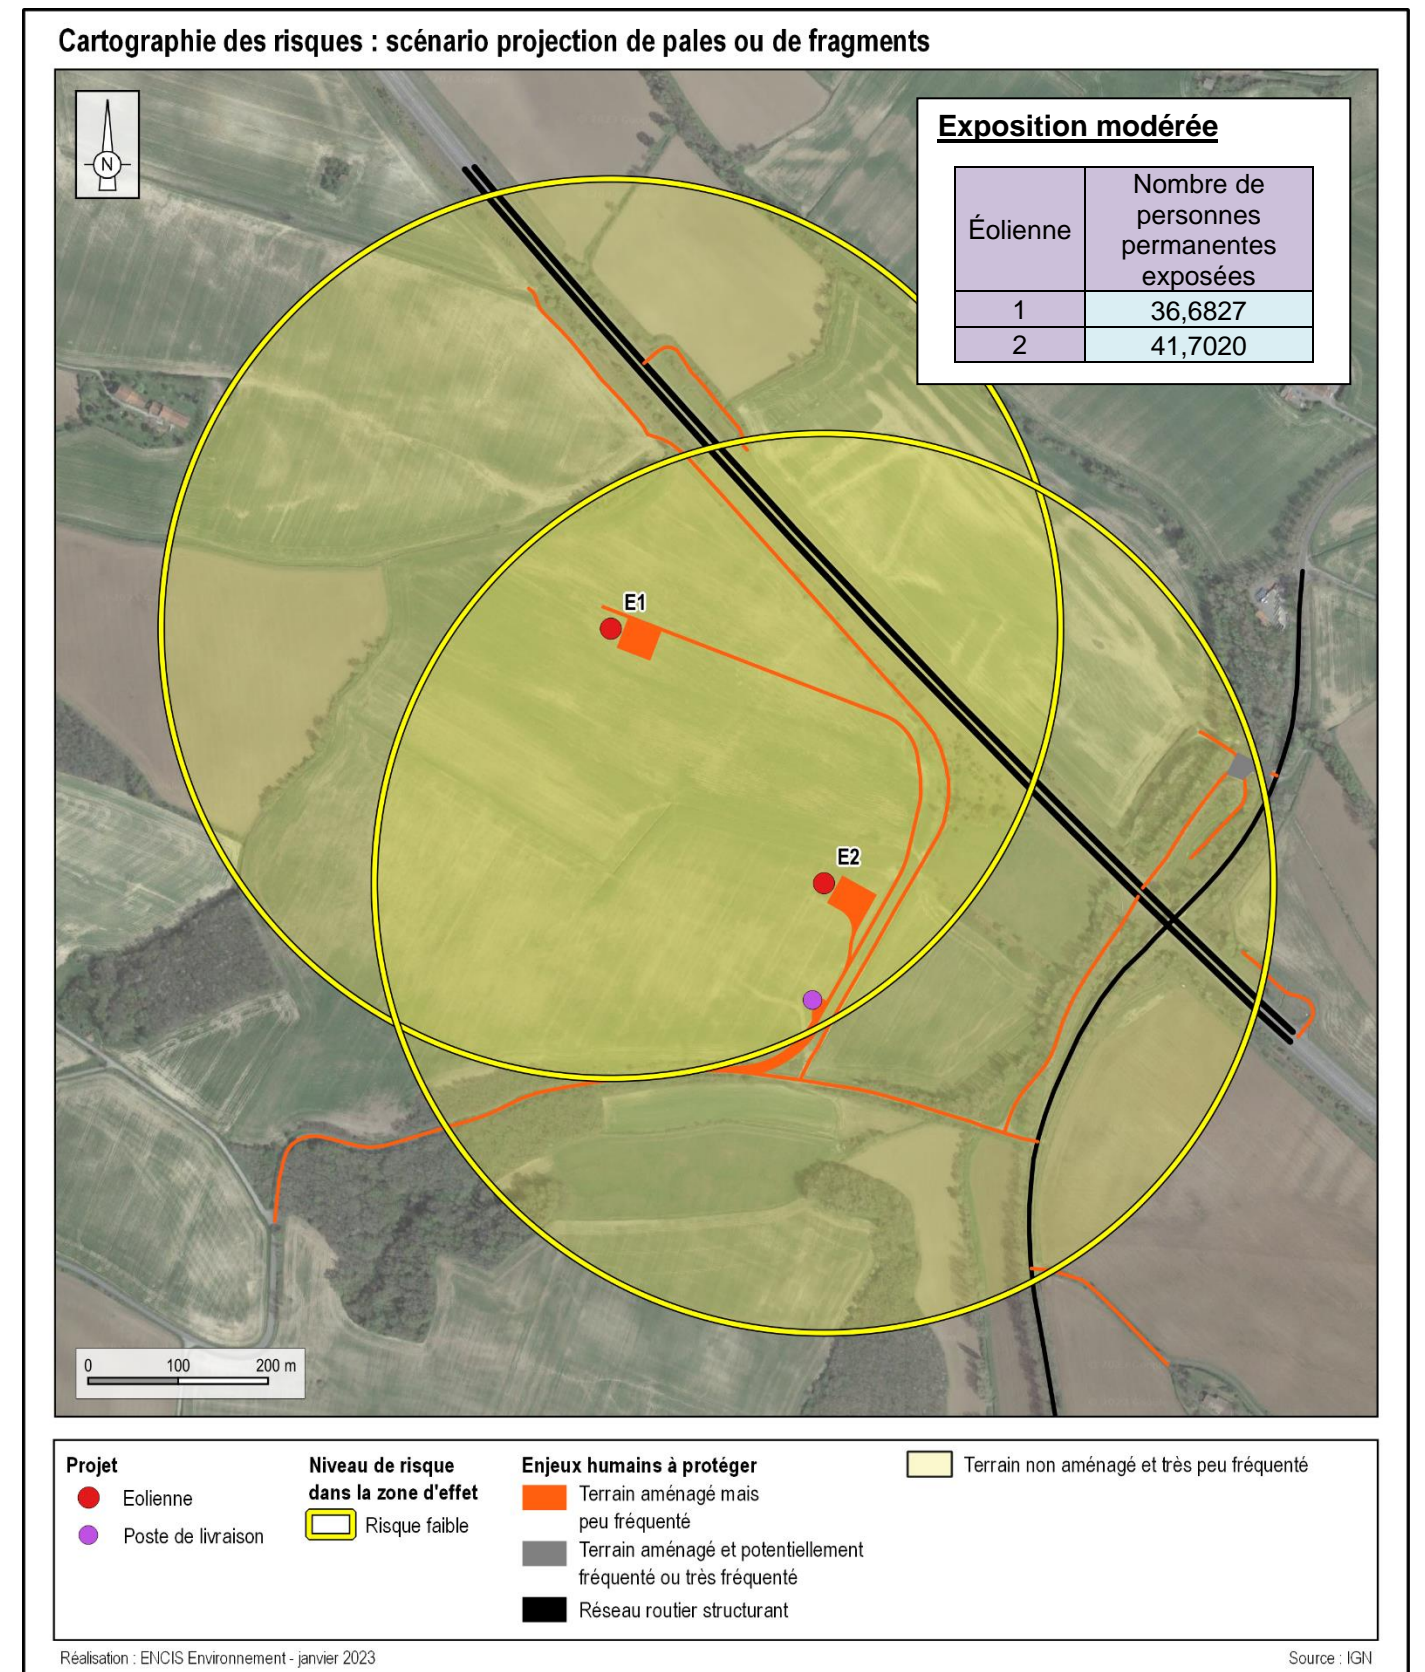 Cartographie des risques : scénario projection de pales ou de fragments
N
Exposition modérée
Éolienne
Nombre de
personnes
permanentes
exposées
1
36,6827
2
41,7020
E1
E2
0 100 200 m
Projet
Eolienne
Poste de livraison
Niveau de risque
dans la zone d'effet
Risque faible
Enjeux humains à protéger
Terrain aménagé mais
peu fréquenté
Terrain aménagé et potentiellement
fréquenté ou très fréquenté
Réseau routier structurant
Terrain non aménagé et très peu fréquenté
Réalisation : ENCIS Environnement - janvier 2023
Source : IGN